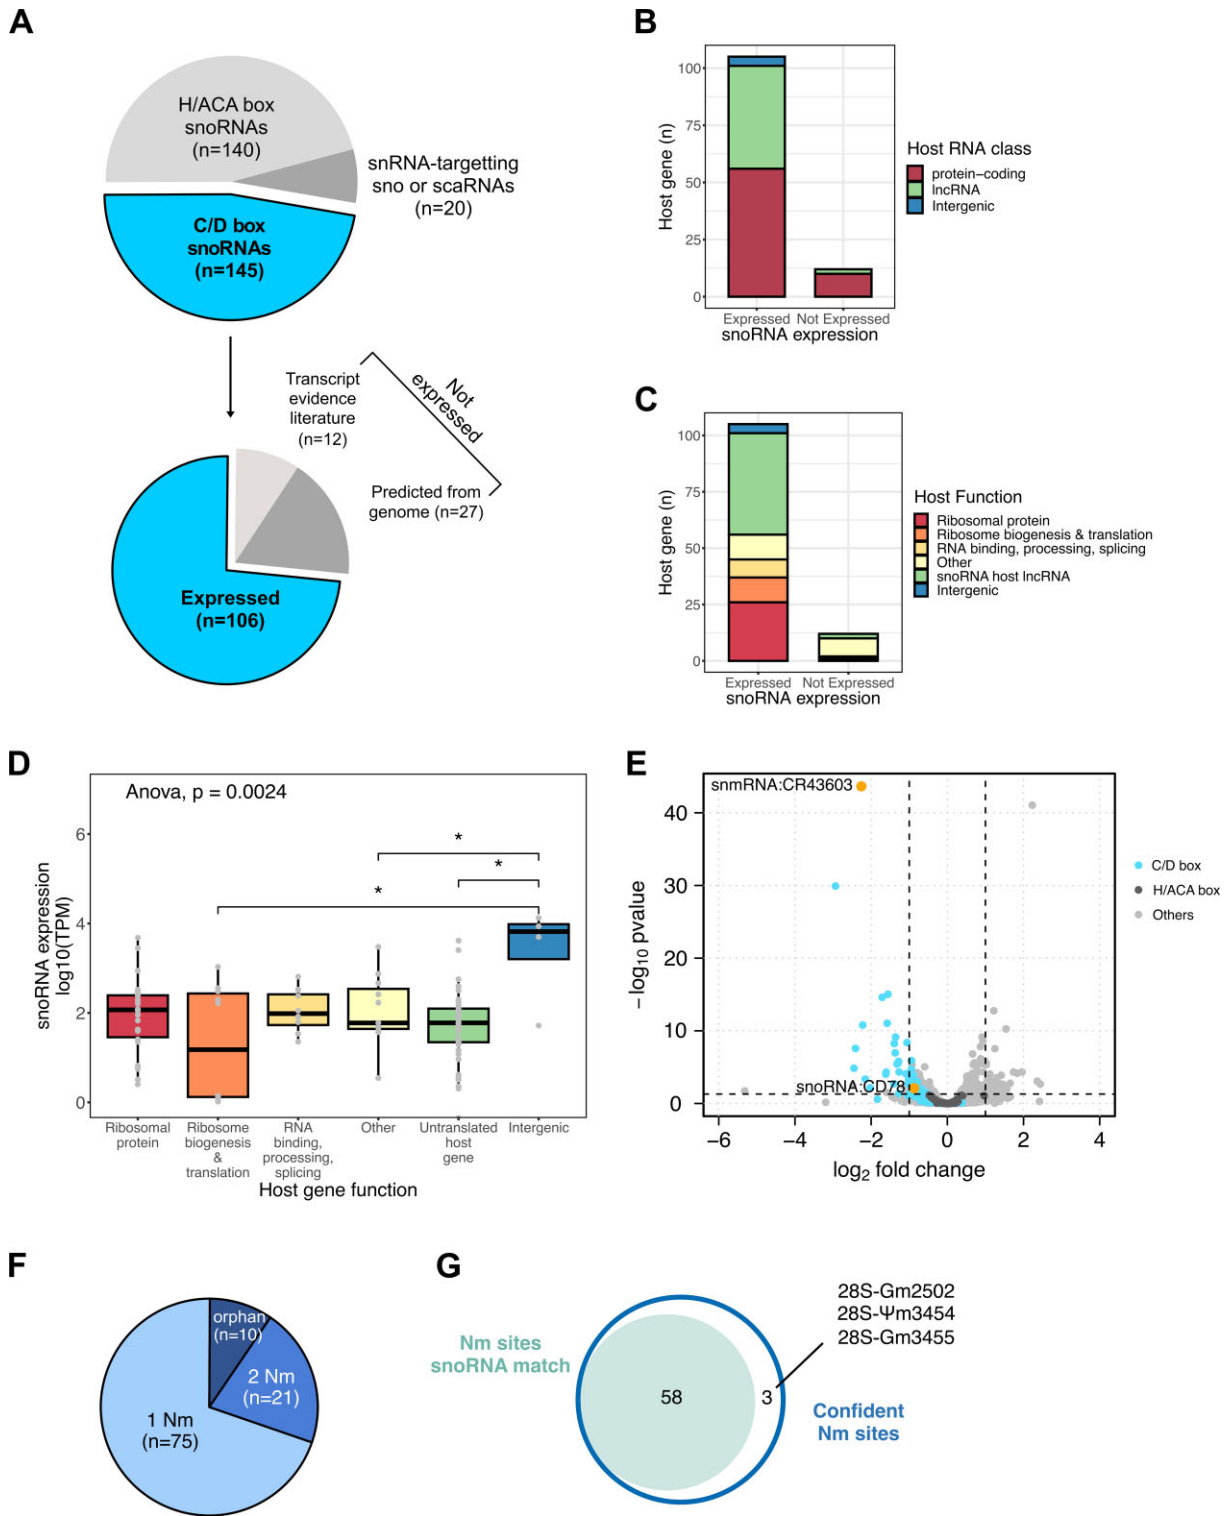 A
H/ACA box
snoRNAs
(n=140)
snRNA-targetting
sno or scaRNAs
(n=20)
C/D box
snoRNAs
(n=145)
Transcript
evidence
literature
(n=12)
Not
expressed
Predicted from
genome (n=27)
Expressed
(n=106)
B
Host gene (n)
100
75
50
25
0
Expressed Not Expressed
snoRNA expression
Host RNA class
protein-coding
lncRNA
Intergenic
C
Host gene (n)
100
75
50
25
0
Expressed Not Expressed
snoRNA expression
Host Function
Ribosomal protein
Ribosome biogenesis & translation
RNA binding, processing, splicing
Other
snoRNA host lncRNA
Intergenic
D
Anova, p = 0.0024
snoRNA expression
log10(TPM)
6
4
2
0
*
*
*
Ribosomal
protein
Ribosome
biogenesis
&
translation
RNA
binding,
processing,
splicing
Other
Untranslated
host
gene
Intergenic
Host gene function
E
snmRNA:CR43603
snoRNA:CD78
−log10 pvalue
40
30
20
10
0
−6 −4 −2 0 2 4
log2 fold change
C/D box
H/ACA box
Others
F
orphan
(n=10)
2 Nm
(n=21)
1 Nm
(n=75)
G
Nm sites
snoRNA match
58
3
28S-Gm2502
28S-Ψm3454
28S-Gm3455
Confident
Nm sites